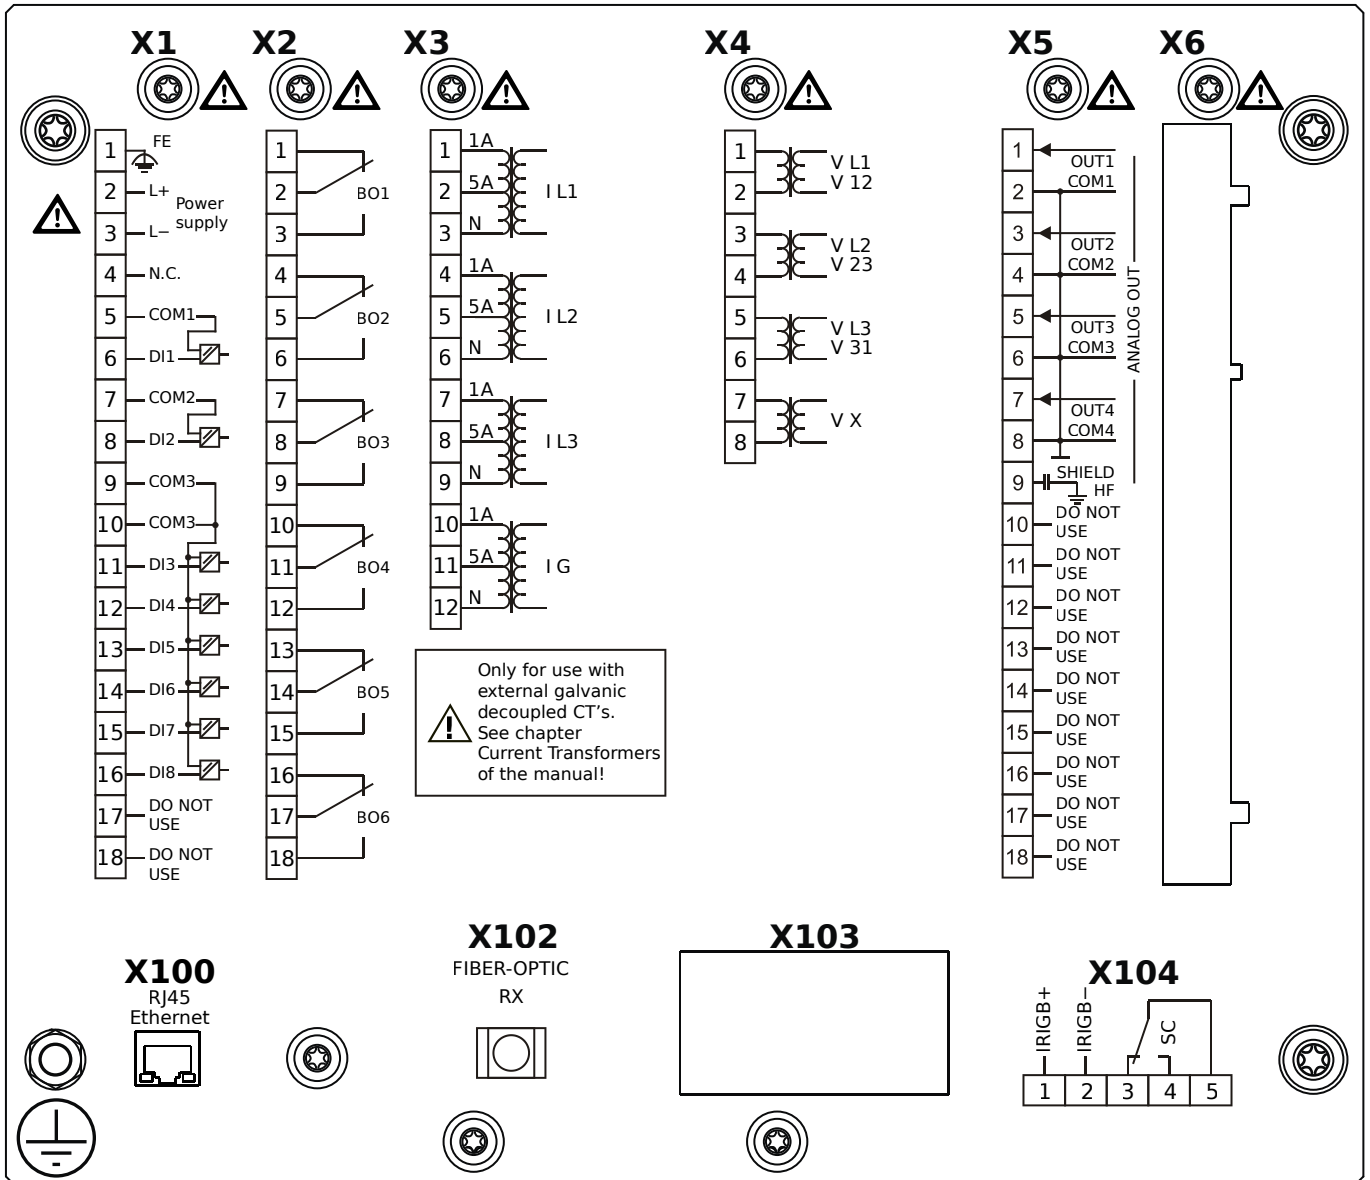 X1
X2
X3
X4
X5
X6
1 FE
2 L+
Power
supply
3 L−
4 N.C.
5 COM1
6 DI1
7 COM2
8 DI2
9 COM3
10 COM3
11 DI3
12 DI4
13 DI5
14 DI6
15 DI7
16 DI8
17 DO NOT
USE
18 DO NOT
USE
1
2 BO1
3
4
5 BO2
6
7
8 BO3
9
10
11 BO4
12
13
14 BO5
15
16
17 BO6
18
1 1A
2 5A I L1
3 N
4 1A
5 5A I L2
6 N
7 1A
8 5A I L3
9 N
10 1A
11 5A I G
12 N
Only for use with
external galvanic
decoupled CT's.
See chapter
Current Transformers
of the manual!
1 V L1
2 V 12
3 V L2
4 V 23
5 V L3
6 V 31
7 V X
8
1 OUT1
2 COM1
3 OUT2
4 COM2
5 OUT3
6 COM3
7 OUT4
8 COM4
ANALOG OUT
9 SHIELD
HF
10 DO NOT
USE
11 DO NOT
USE
12 DO NOT
USE
13 DO NOT
USE
14 DO NOT
USE
15 DO NOT
USE
16 DO NOT
USE
17 DO NOT
USE
18 DO NOT
USE
X100
RJ45
Ethernet
X102
FIBER-OPTIC
RX
X103
X104
IRIGB+
IRIGB−
SC
1 2 3 4 5